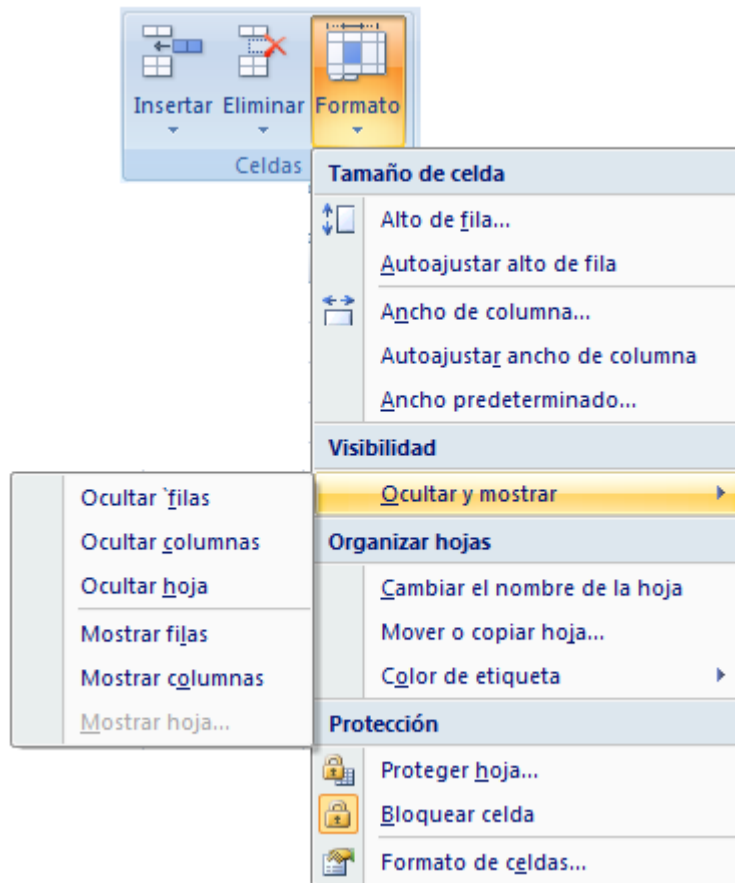 Insertar Eliminar Formato
Celdas
Tamaño de celda
Alto de fila...
Autoajustar alto de fila
Ancho de columna...
Autoajustar ancho de columna
Ancho predeterminado...
Visibilidad
Ocultar y mostrar
Ocultar `filas
Ocultar columnas
Ocultar hoja
Mostrar filas
Mostrar columnas
Mostrar hoja...
Organizar hojas
Cambiar el nombre de la hoja
Mover o copiar hoja...
Color de etiqueta
Protección
Proteger hoja...
Bloquear celda
Formato de celdas...